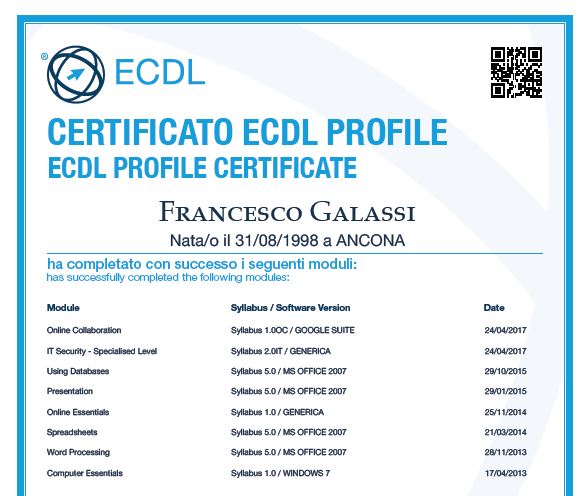 ® ECDL
CERTIFICATO ECDL PROFILE
ECDL PROFILE CERTIFICATE
FRANCESCO GALASSI
Nata/o il 31/08/1998 a ANCONA
ha completato con successo i seguenti moduli:
has successfully completed the following modules:
Module Syllabus / Software Version Date
Online Collaboration Syllabus 1.0OC / GOOGLE SUITE 24/04/2017
IT Security - Specialised Level Syllabus 2.0IT / GENERICA 24/04/2017
Using Databases Syllabus 5.0 / MS OFFICE 2007 29/10/2015
Presentation Syllabus 5.0 / MS OFFICE 2007 29/01/2015
Online Essentials Syllabus 1.0 / GENERICA 25/11/2014
Spreadsheets Syllabus 5.0 / MS OFFICE 2007 21/03/2014
Word Processing Syllabus 5.0 / MS OFFICE 2007 28/11/2013
Computer Essentials Syllabus 1.0 / WINDOWS 7 17/04/2013